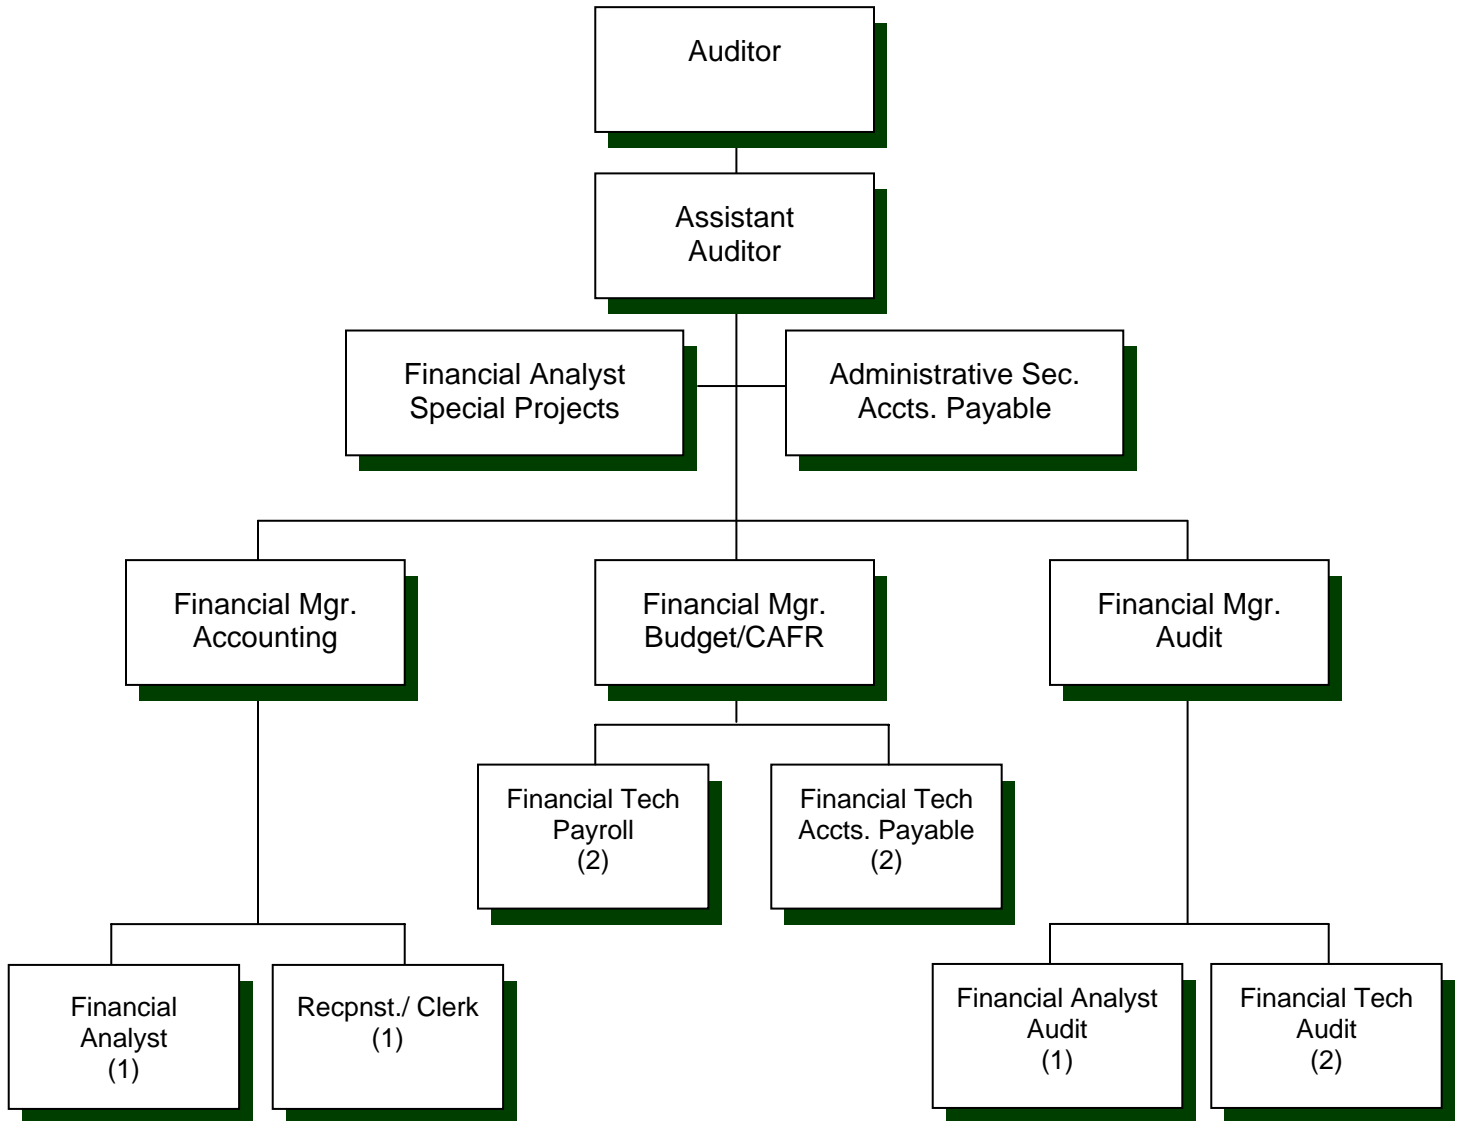 Auditor
Assistant
Auditor
Financial Analyst
Special Projects
Administrative Sec.
Accts. Payable
Financial Mgr.
Accounting
Financial Mgr.
Budget/CAFR
Financial Mgr.
Audit
Financial Tech
Payroll
(2)
Financial Tech
Accts. Payable
(2)
Financial
Analyst
(1)
Recpnst./ Clerk
(1)
Financial Analyst
Audit
(1)
Financial Tech
Audit
(2)